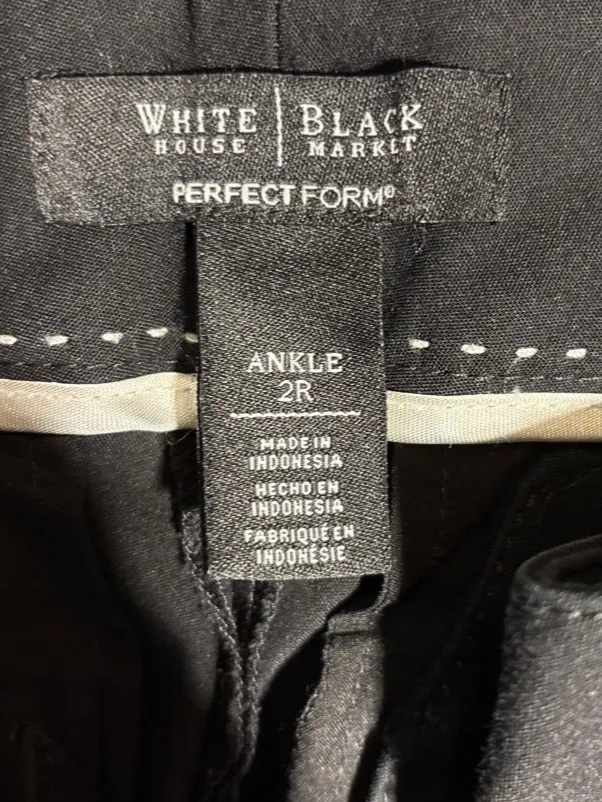 WHITE | BLACK
HOUSE | MARKET
PERFECT FORM®
ANKLE
2R
MADE IN
INDONESIA
HECHO EN
INDONESIA
FABRIQUÉ EN
INDONÉSIE